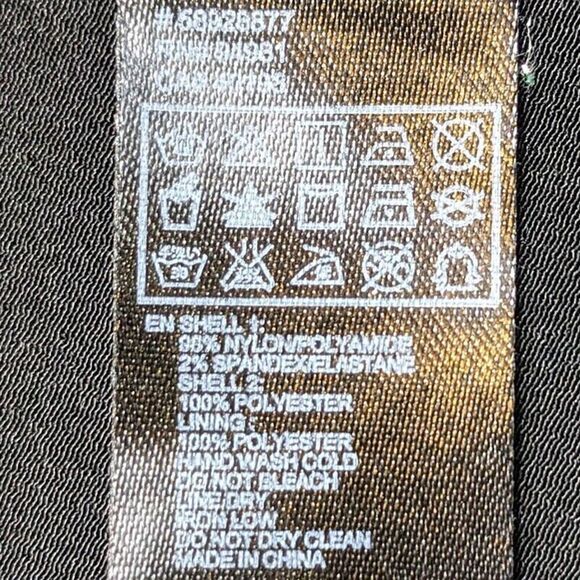 EN SHELL 1:
98% NYLON/POLYAMIDE
2% SPANDEX/ELASTANE
SHELL 2:
100% POLYESTER
LINING:
100% POLYESTER
HAND WASH COLD
DO NOT BLEACH
LINE DRY
IRON LOW
DO NOT DRY CLEAN
MADE IN CHINA